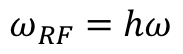 ω_RF = hω